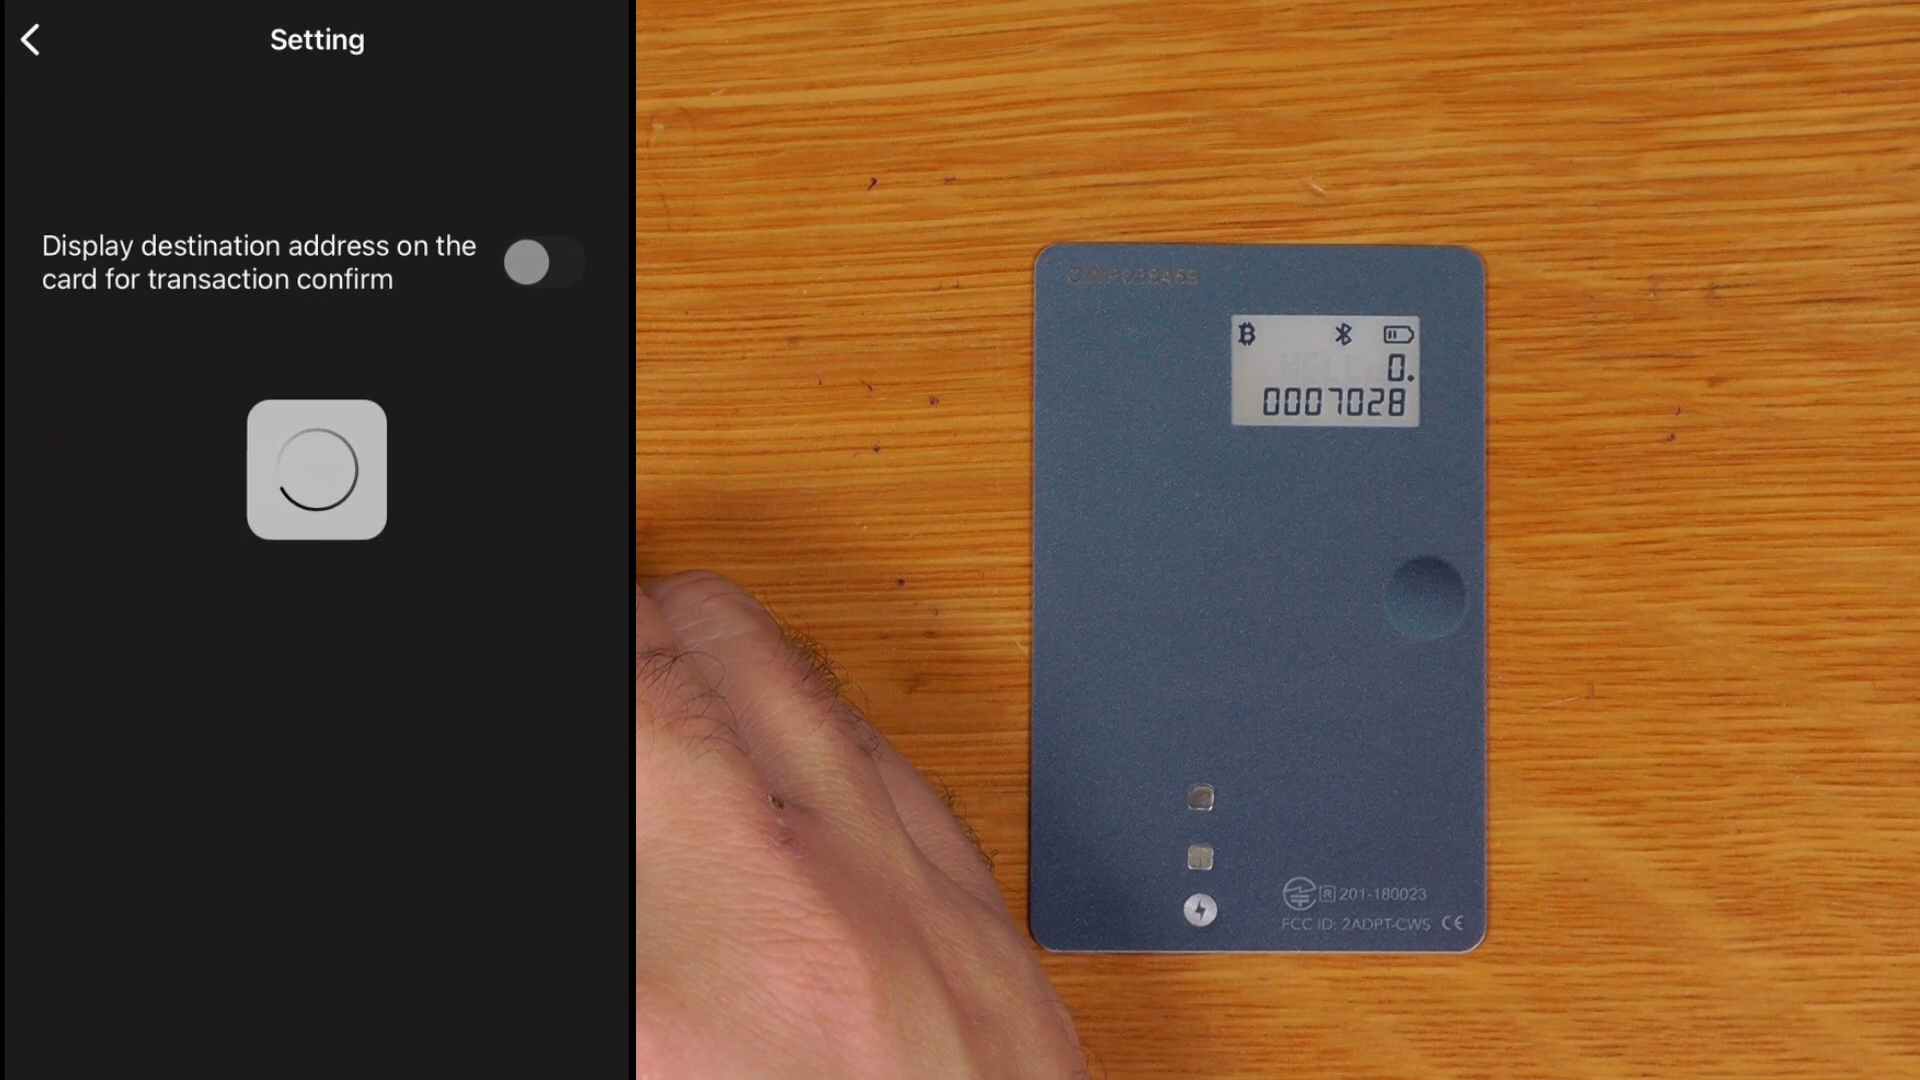 Setting
Display destination address on the
card for transaction confirm
0.
0007028
R 201-180023
FCC ID: 2ADPT-CWS CE